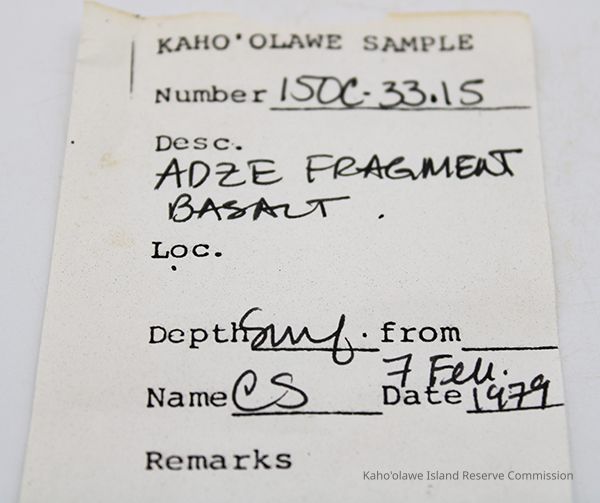 KAHO'OLAWE SAMPLE
Number 150C-33.15
Desc.
ADZE FRAGMENT
BASALT .
Loc.
Depth Surf. from
7 Feb.
Name CS Date 1979
Remarks
Kaho'olawe Island Reserve Commission